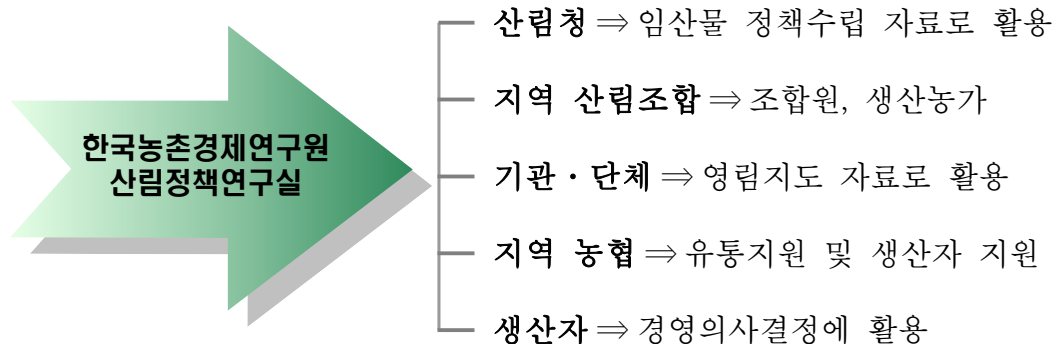 한국농촌경제연구원
산림정책연구실
산림청 ⇒ 임산물 정책수립 자료로 활용
지역 산림조합 ⇒ 조합원, 생산농가
기관·단체 ⇒ 영림지도 자료로 활용
지역 농협 ⇒ 유통지원 및 생산자 지원
생산자 ⇒ 경영의사결정에 활용